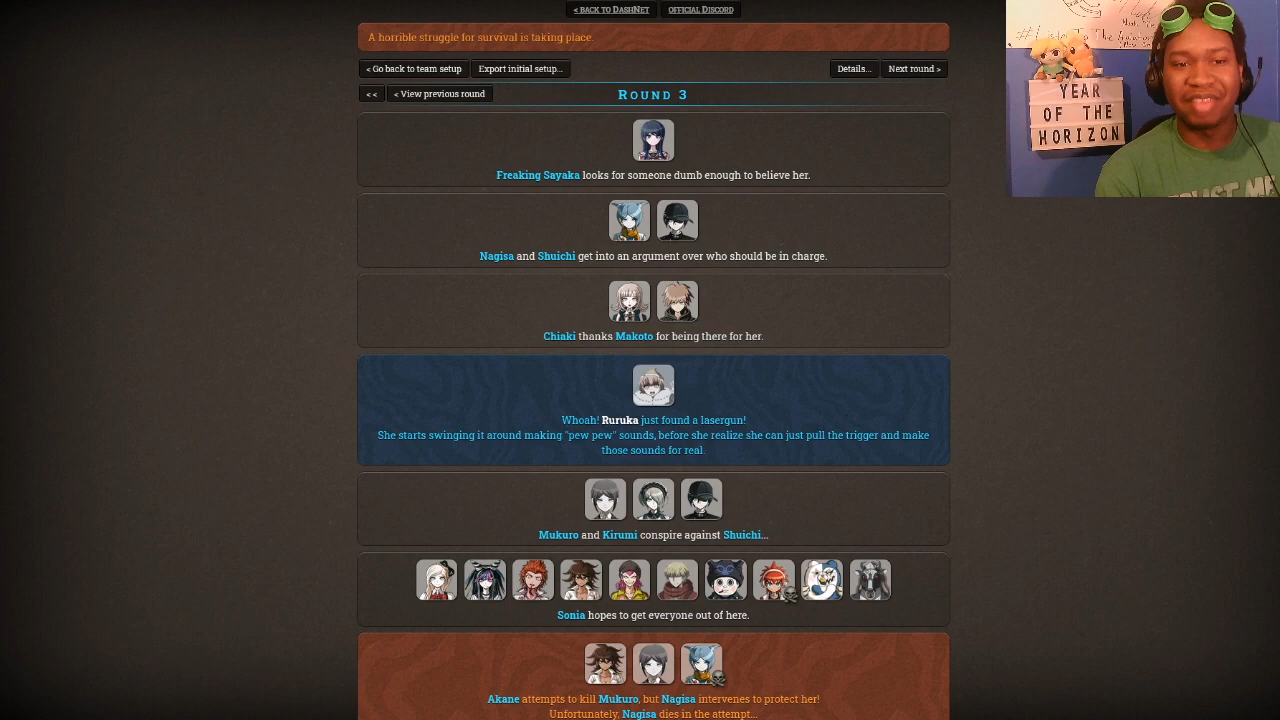 < BACK TO DASHNET
OFFICIAL DISCORD
A horrible struggle for survival is taking place.
< Go back to team setup
Export initial setup...
Details...
Next round >
<<
< View previous round
ROUND 3
Freaking Sayaka looks for someone dumb enough to believe her.
Nagisa and Shuichi get into an argument over who should be in charge.
Chiaki thanks Makoto for being there for her.
Whoah! Ruruka just found a lasergun!
She starts swinging it around making "pew pew" sounds, before she realize she can just pull the trigger and make
those sounds for real.
Mukuro and Kirumi conspire against Shuichi...
Sonia hopes to get everyone out of here.
Akane attempts to kill Mukuro, but Nagisa intervenes to protect her!
Unfortunately, Nagisa dies in the attempt...
YEAR
OF THE
HORIZON
TRUST ME